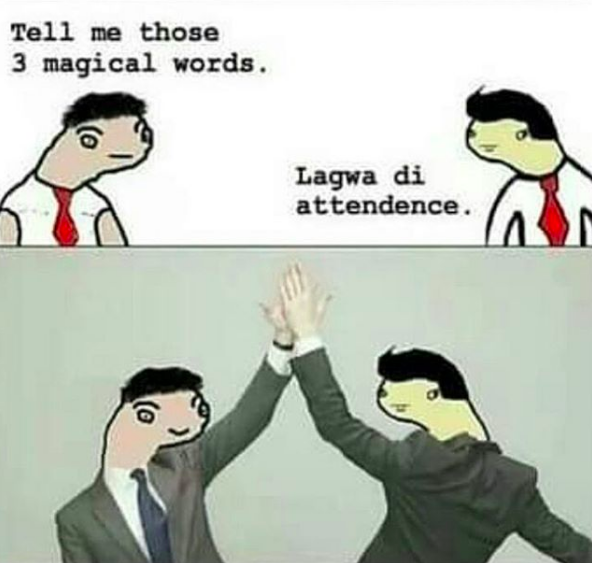 Tell me those
3 magical words.
Lagwa di
attendence.